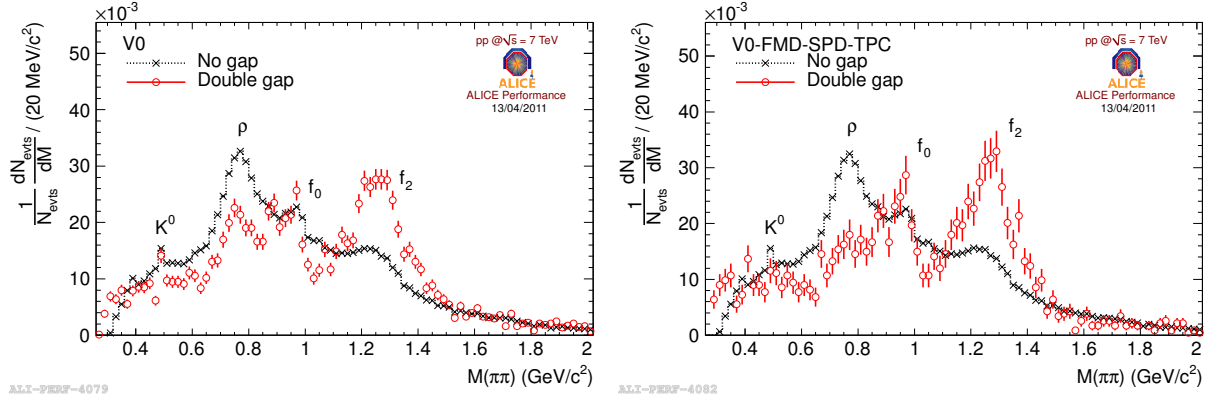 ×10⁻³
V0
No gap
Double gap
pp @√s = 7 TeV
ALICE
ALICE Performance
13/04/2011
K⁰
ρ
f₀
f₂
1/N_evts dN_evts/dM / (20 MeV/c²)
50
40
30
20
10
0
0.4 0.6 0.8 1 1.2 1.4 1.6 1.8 2
M(ππ) (GeV/c²)
ALI-PERF-4079
×10⁻³
V0-FMD-SPD-TPC
No gap
Double gap
pp @√s = 7 TeV
ALICE
ALICE Performance
13/04/2011
K⁰
ρ
f₀
f₂
1/N_evts dN_evts/dM / (20 MeV/c²)
50
40
30
20
10
0
0.4 0.6 0.8 1 1.2 1.4 1.6 1.8 2
M(ππ) (GeV/c²)
ALI-PERF-4082